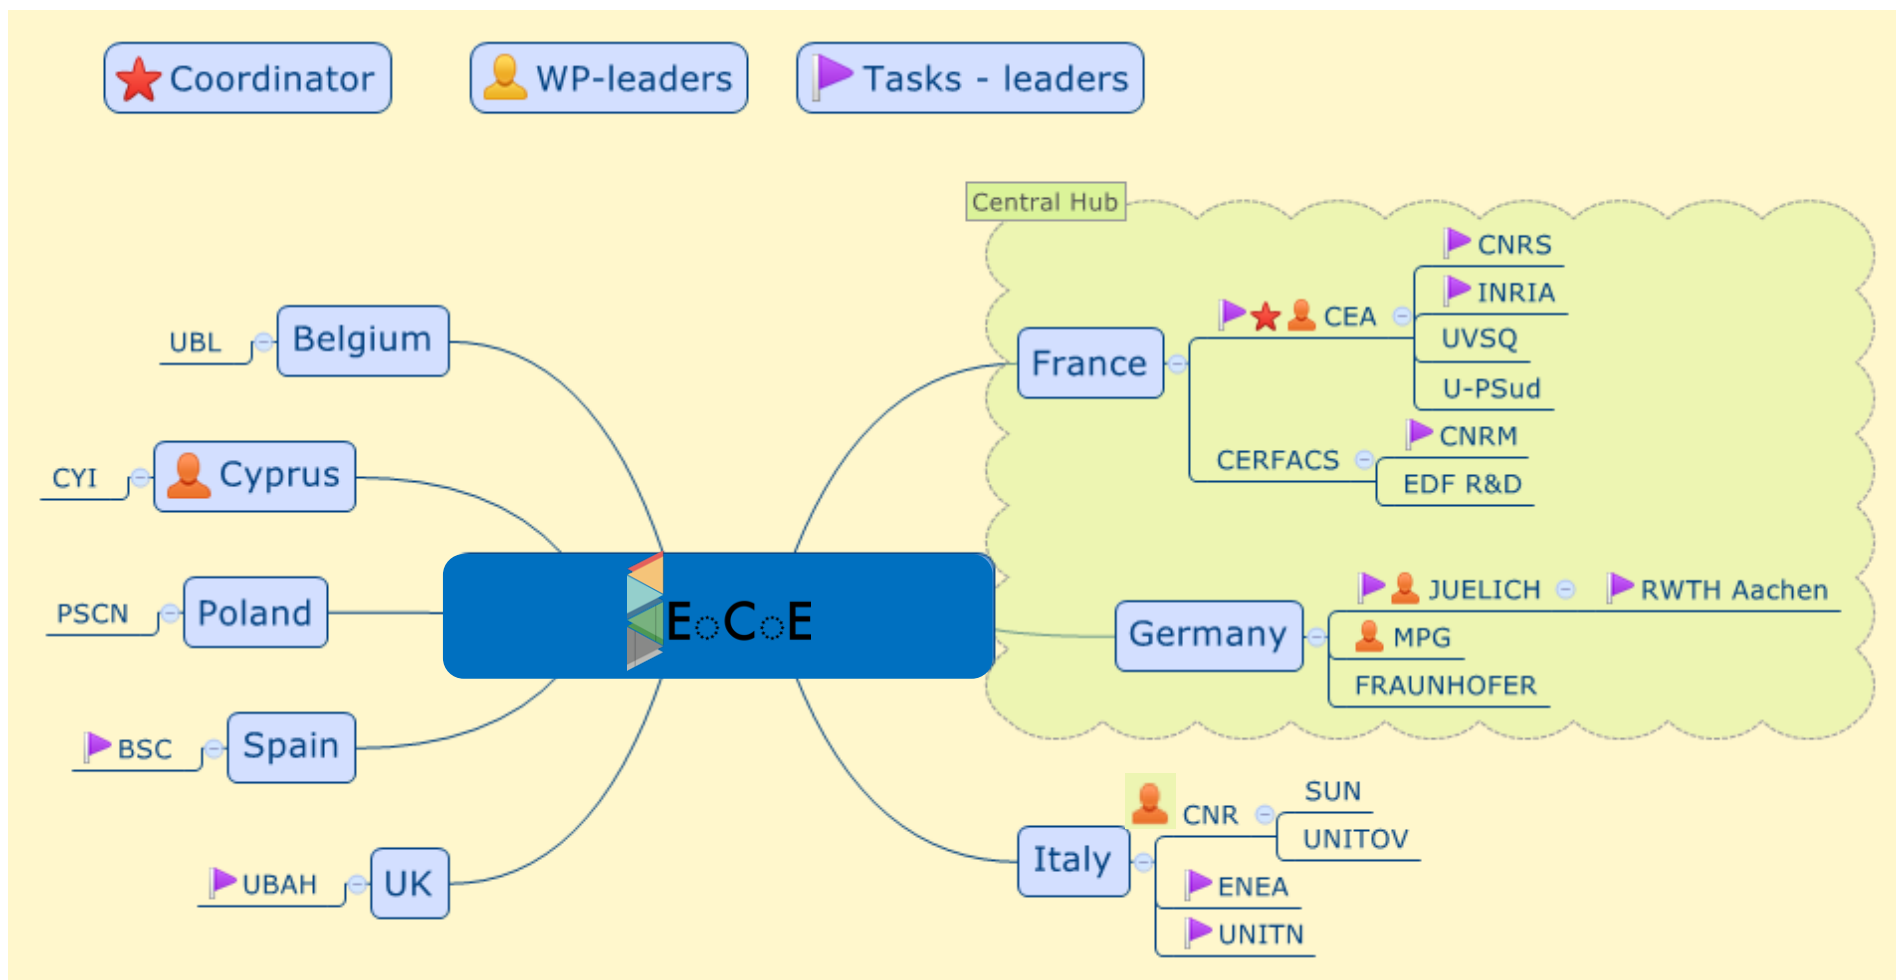 Coordinator
WP-leaders
Tasks - leaders
Central Hub
Belgium
UBL
Cyprus
CYI
Poland
PSCN
Spain
BSC
UK
UBAH
E◌C◌E
France
CEA
CNRS
INRIA
UVSQ
U-PSud
CERFACS
CNRM
EDF R&D
Germany
JUELICH
RWTH Aachen
MPG
FRAUNHOFER
Italy
CNR
SUN
UNITOV
ENEA
UNITN